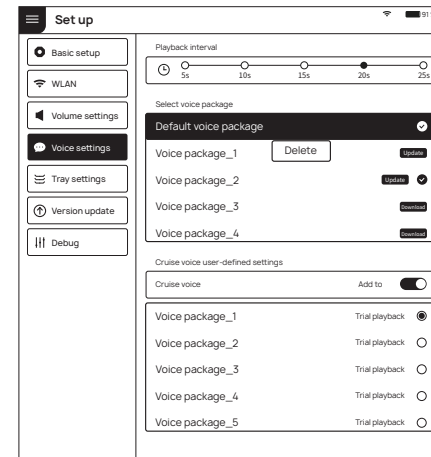 Set up
91
Basic setup
WLAN
Volume settings
Voice settings
Tray settings
Version update
Debug
Playback interval
5s 10s 15s 20s 25s
Select voice package
Default voice package
Voice package_1 Delete Update
Voice package_2 Update
Voice package_3 Download
Voice package_4 Download
Cruise voice user-defined settings
Cruise voice Add to
Voice package_1 Trial playback
Voice package_2 Trial playback
Voice package_3 Trial playback
Voice package_4 Trial playback
Voice package_5 Trial playback